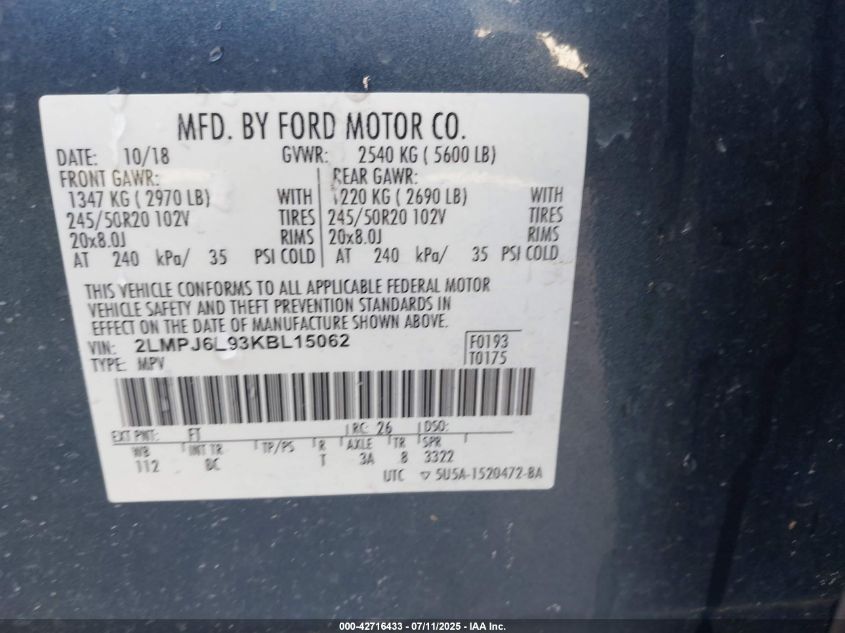 MFD. BY FORD MOTOR CO.
DATE: 10/18 GVWR: 2540 KG ( 5600 LB)
FRONT GAWR: REAR GAWR:
1347 KG ( 2970 LB) WITH 1220 KG ( 2690 LB) WITH
245/50R20 102V TIRES 245/50R20 102V TIRES
20x8.0J RIMS 20x8.0J RIMS
AT 240 kPa/ 35 PSI COLD AT 240 kPa/ 35 PSI COLD
THIS VEHICLE CONFORMS TO ALL APPLICABLE FEDERAL MOTOR
VEHICLE SAFETY AND THEFT PREVENTION STANDARDS IN
EFFECT ON THE DATE OF MANUFACTURE SHOWN ABOVE.
VIN: 2LMPJ6L93KBL15062 F0193
TYPE: MPV T0175
EXT PNT: FT RC: 26 DSO:
WB INT TR TP/PS R AXLE TR SPR
112 8C T 3A 8 3322
UTC ▽ 5U5A-1520472-BA
000-42716433 - 07/11/2025 - IAA Inc.